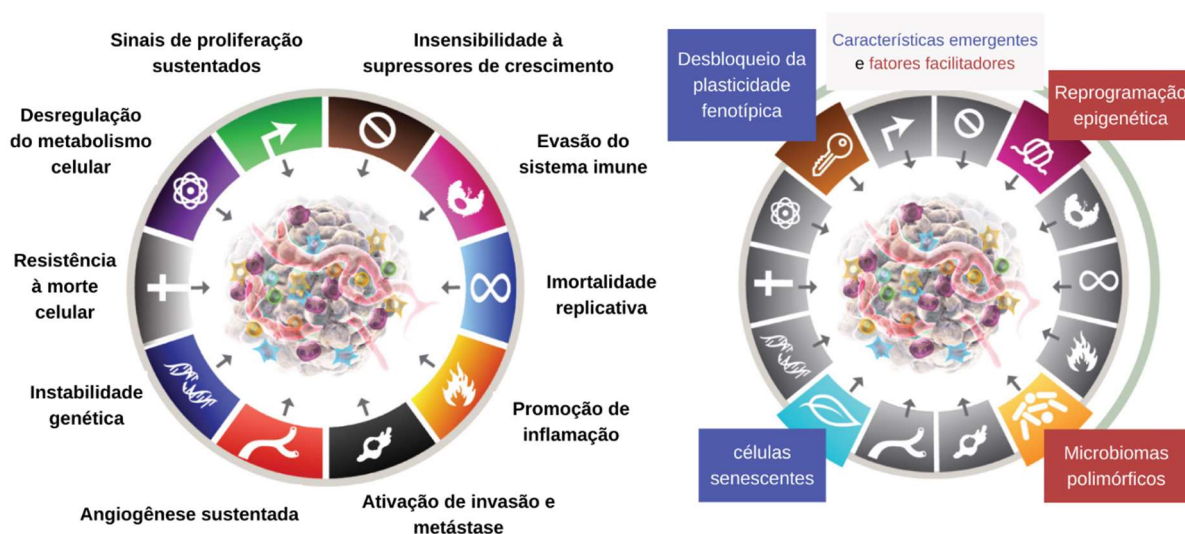 Sinais de proliferação
sustentados
Insensibilidade à
supressores de crescimento
Desregulação
do metabolismo
celular
Evasão do
sistema imune
Resistência
à morte
celular
Imortalidade
replicativa
Instabilidade
genética
Promoção de
inflamação
Angiogênese sustentada
Ativação de invasão e
metástase
Desbloqueio da
plasticidade
fenotípica
Características emergentes
e fatores facilitadores
Reprogramação
epigenética
células
senescentes
Microbiomas
polimórficos